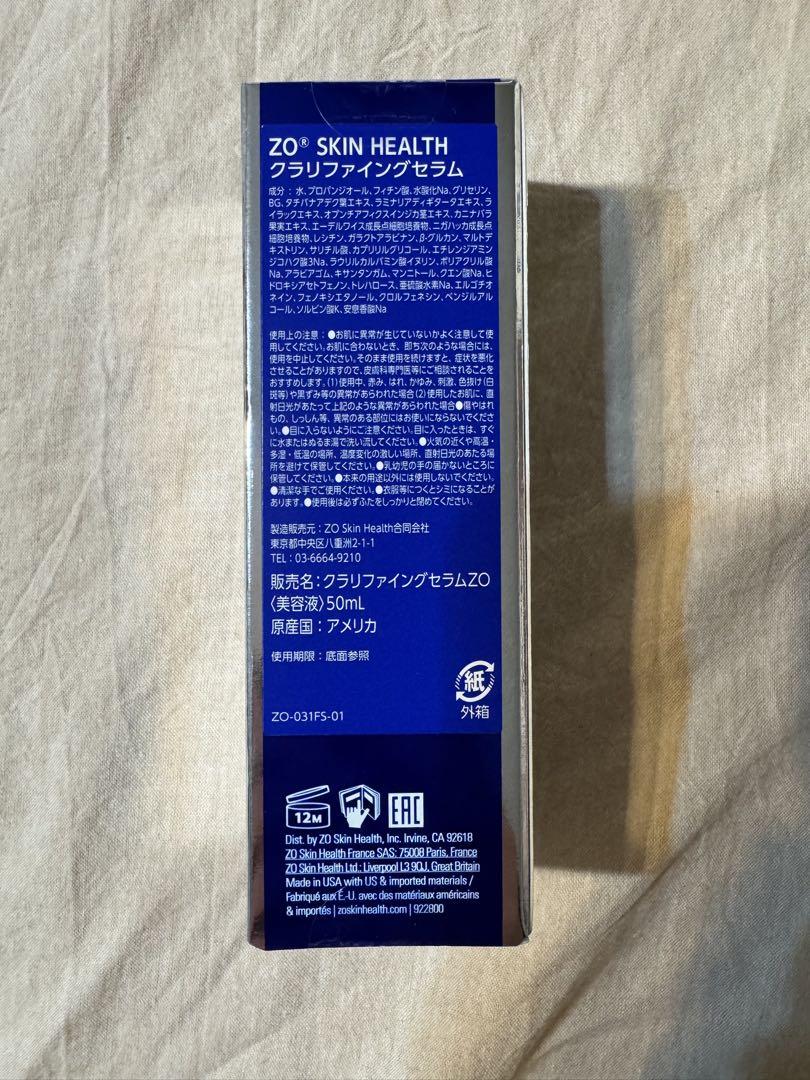 ZO® SKIN HEALTH
クラリファイングセラム
成分：水、プロパンジオール、フィチン酸、水酸化Na、グリセリン、
BG、タチバナアデク葉エキス、ラミナリアディギタータエキス、ラ
イラックエキス、オプンチアフィクスインジカ茎エキス、カニナバラ
果実エキス、エーデルワイス成長点細胞培養物、ニガハッカ成長点
細胞培養物、レシチン、ガラクトアラビナン、β-グルカン、マルトデ
キストリン、サリチル酸、カプリリルグリコール、エチレンジアミン
ジコハク酸3Na、ラウリルカルバミン酸イヌリン、ポリアクリル酸
Na、アラビアゴム、キサンタンガム、マンニトール、クエン酸Na、ヒ
ドロキシアセトフェノン、トレハロース、亜硫酸水素Na、エルゴチオ
ネイン、フェノキシエタノール、クロルフェネシン、ベンジルアル
コール、ソルビン酸K、安息香酸Na
使用上の注意：●お肌に異常が生じていないかよく注意して使
用してください。お肌に合わないとき、即ち次のような場合には、
使用を中止してください。そのまま使用を続けますと、症状を悪化
させることがありますので、皮膚科専門医等にご相談されることを
おすすめします。(1)使用中、赤み、はれ、かゆみ、刺激、色抜け(白
斑等)や黒ずみ等の異常があらわれた場合(2)使用したお肌に、直
射日光があたって上記のような異常があらわれた場合●傷やはれ
もの、しっしん等、異常のある部位にはお使いにならないでくださ
い。●目に入らないようにご注意ください。目に入ったときは、すぐ
に水またはぬるま湯で洗い流してください。●火気の近くや高温・
多湿・低温の場所、温度変化の激しい場所、直射日光のあたる場
所を避けて保管してください。●乳幼児の手の届かないところに
保管してください。●本来の用途以外には使用しないでください。
●清潔な手でご使用ください。●衣服等につくとシミになることが
あります。●使用後は必ずふたをしっかりと閉めてください。
製造販売元：ZO Skin Health合同会社
東京都中央区八重洲2-1-1
TEL：03-6664-9210
販売名：クラリファイングセラムZO
〈美容液〉50mL
原産国：アメリカ
使用期限：底面参照
紙
外箱
ZO-031FS-01
12M
EAC
Dist. by ZO Skin Health, Inc. Irvine, CA 92618
ZO Skin Health France SAS; 75008 Paris, France
ZO Skin Health Ltd.; Liverpool L3 9QJ, Great Britain
Made in USA with US & imported materials /
Fabriqué aux É.-U. avec des matériaux américains
& importés | zoskinhealth.com | 922800